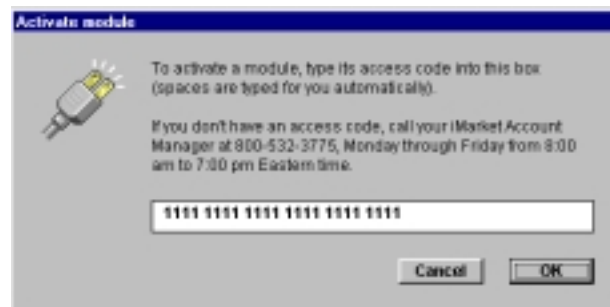 Activate module
To activate a module, type its access code into this box
(spaces are typed for you automatically).
If you don't have an access code, call your iMarket Account
Manager at 800-532-3775, Monday through Friday from 8:00
am to 7:00 pm Eastern time.
1111 1111 1111 1111 1111 1111
Cancel
OK